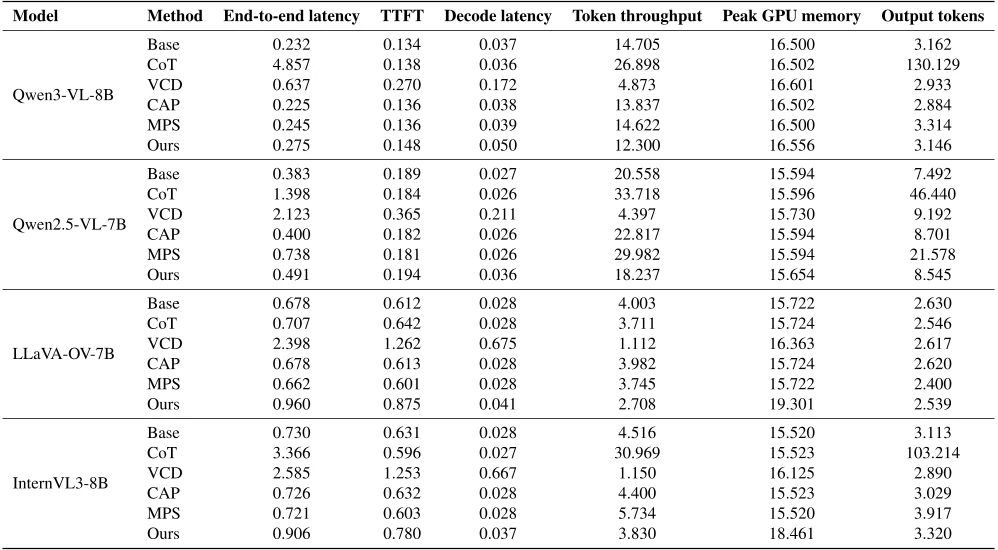 Model Method End-to-end latency TTFT Decode latency Token throughput Peak GPU memory Output tokens
Qwen3-VL-8B
Base 0.232 0.134 0.037 14.705 16.500 3.162
CoT 4.857 0.138 0.036 26.898 16.502 130.129
VCD 0.637 0.270 0.172 4.873 16.601 2.933
CAP 0.225 0.136 0.038 13.837 16.502 2.884
MPS 0.245 0.136 0.039 14.622 16.500 3.314
Ours 0.275 0.148 0.050 12.300 16.556 3.146
Qwen2.5-VL-7B
Base 0.383 0.189 0.027 20.558 15.594 7.492
CoT 1.398 0.184 0.026 33.718 15.596 46.440
VCD 2.123 0.365 0.211 4.397 15.730 9.192
CAP 0.400 0.182 0.026 22.817 15.594 8.701
MPS 0.738 0.181 0.026 29.982 15.594 21.578
Ours 0.491 0.194 0.036 18.237 15.654 8.545
LLaVA-OV-7B
Base 0.678 0.612 0.028 4.003 15.722 2.630
CoT 0.707 0.642 0.028 3.711 15.724 2.546
VCD 2.398 1.262 0.675 1.112 16.363 2.617
CAP 0.678 0.613 0.028 3.982 15.724 2.620
MPS 0.662 0.601 0.028 3.745 15.722 2.400
Ours 0.960 0.875 0.041 2.708 19.301 2.539
InternVL3-8B
Base 0.730 0.631 0.028 4.516 15.520 3.113
CoT 3.366 0.596 0.027 30.969 15.523 103.214
VCD 2.585 1.253 0.667 1.150 16.125 2.890
CAP 0.726 0.632 0.028 4.400 15.523 3.029
MPS 0.721 0.603 0.028 5.734 15.520 3.917
Ours 0.906 0.780 0.037 3.830 18.461 3.320